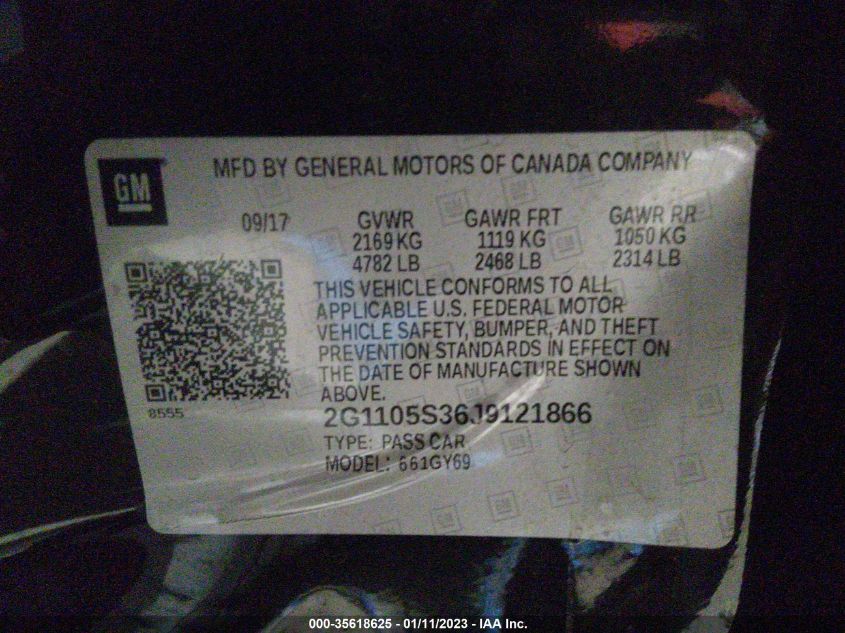 GM
MFD BY GENERAL MOTORS OF CANADA COMPANY
09/17 GVWR GAWR FRT GAWR RR
2169 KG 1119 KG 1050 KG
4782 LB 2468 LB 2314 LB
THIS VEHICLE CONFORMS TO ALL
APPLICABLE U.S. FEDERAL MOTOR
VEHICLE SAFETY, BUMPER, AND THEFT
PREVENTION STANDARDS IN EFFECT ON
THE DATE OF MANUFACTURE SHOWN
ABOVE.
8555
2G1105S36J9121866
TYPE: PASS CAR
MODEL: 661GY69
000-35618625 - 01/11/2023 - IAA Inc.